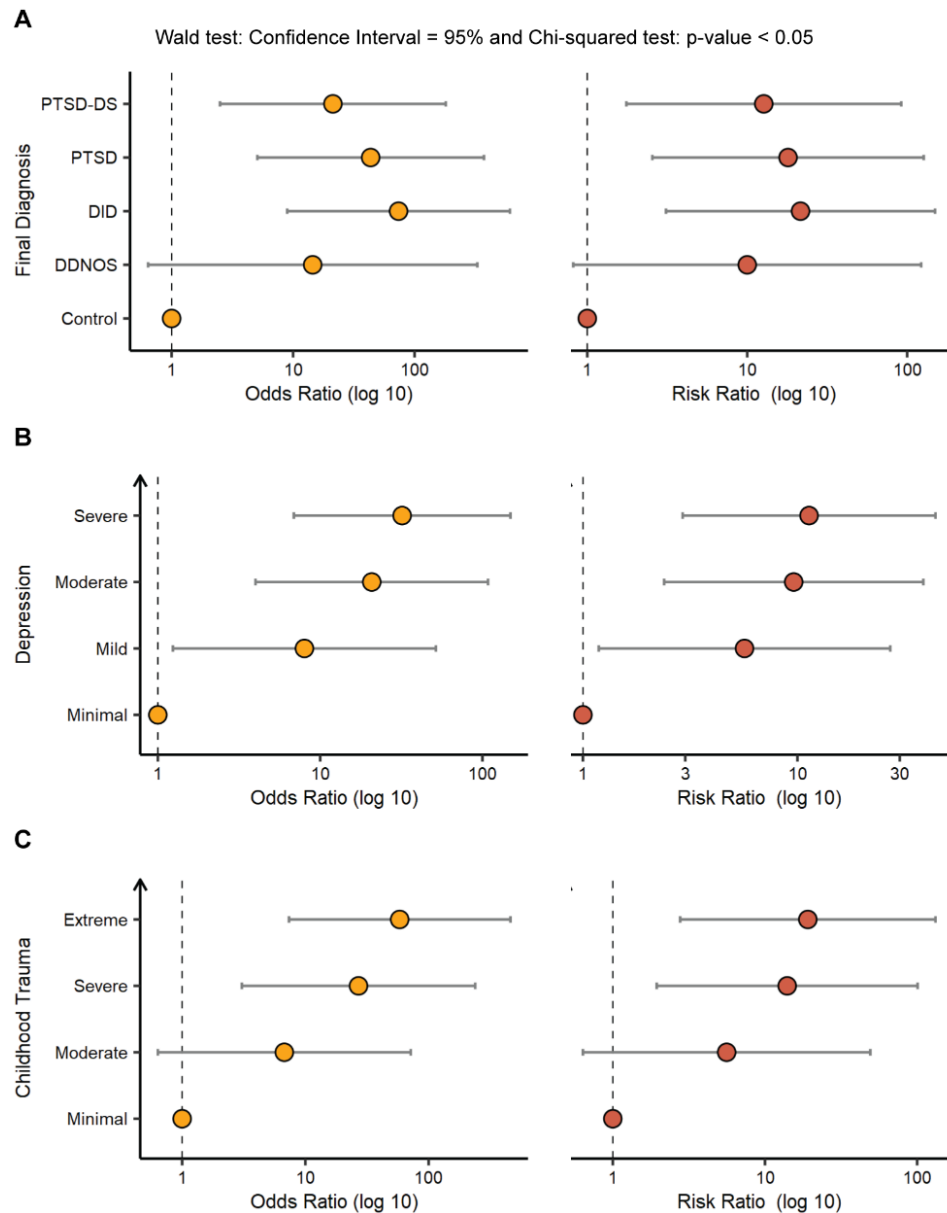 A
Wald test: Confidence Interval = 95% and Chi-squared test: p-value < 0.05
Final Diagnosis
PTSD-DS
PTSD
DID
DDNOS
Control
1 10 100
Odds Ratio (log 10)
1 10 100
Risk Ratio (log 10)
B
Depression
Severe
Moderate
Mild
Minimal
1 10 100
Odds Ratio (log 10)
1 3 10 30
Risk Ratio (log 10)
C
Childhood Trauma
Extreme
Severe
Moderate
Minimal
1 10 100
Odds Ratio (log 10)
1 10 100
Risk Ratio (log 10)